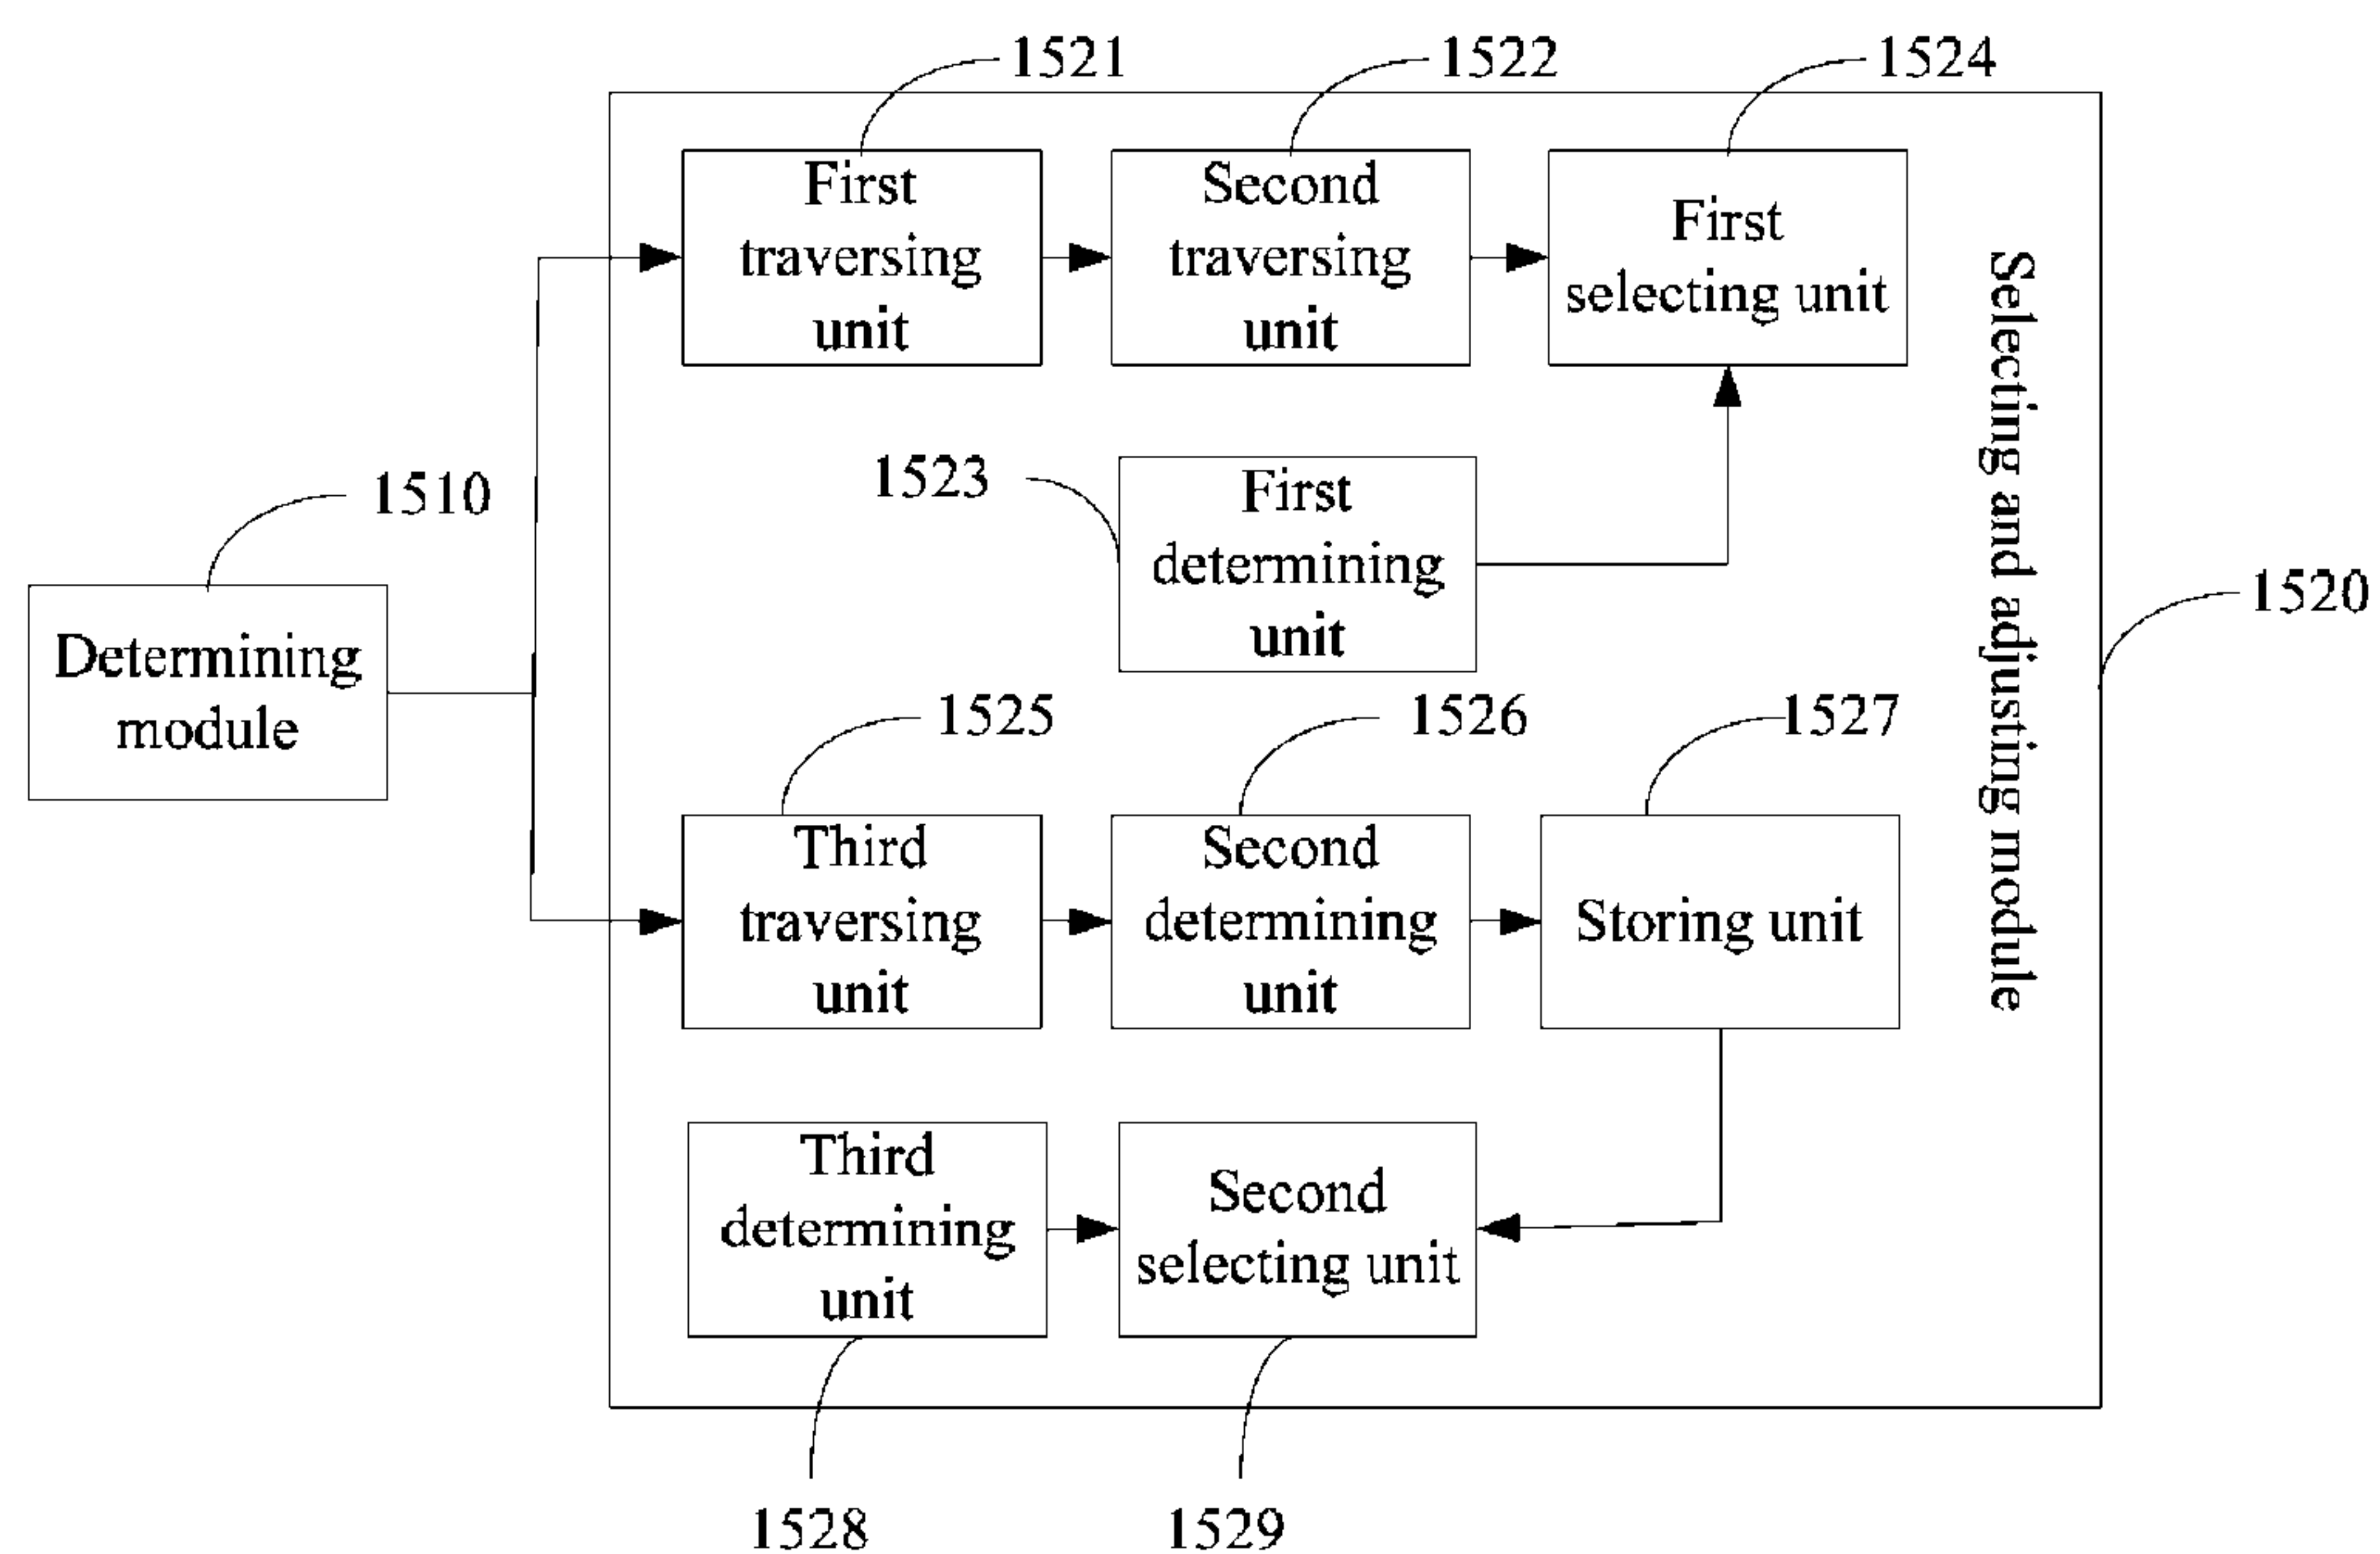 1521
1522
1524
First
traversing
unit
Second
traversing
unit
First
selecting unit
1510
1523
First
determining
unit
Selecting and adjusting module
1520
Determining
module
1525
1526
1527
Third
traversing
unit
Second
determining
unit
Storing unit
Third
determining
unit
Second
selecting unit
1528
1529